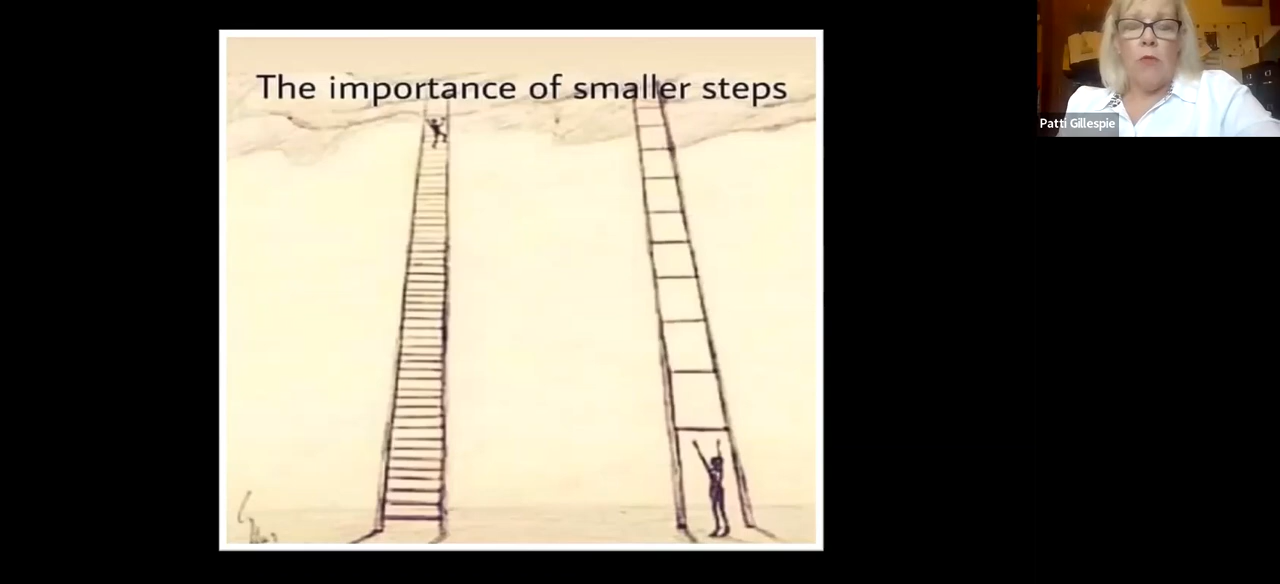 The importance of smaller steps
Patti Gillespie